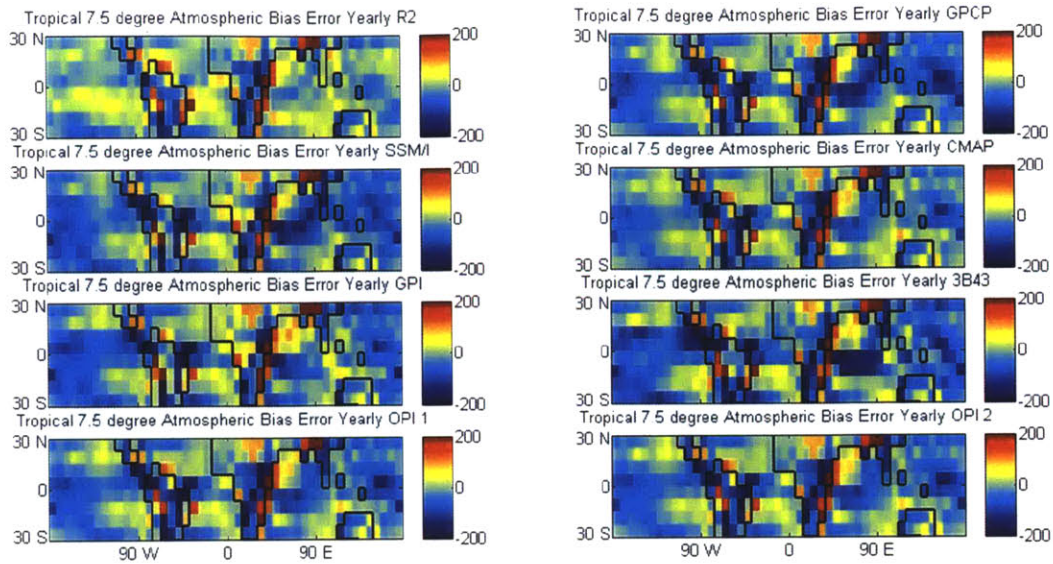 Tropical 7.5 degree Atmospheric Bias Error Yearly R2
30 N
0
30 S
200
0
-200
Tropical 7.5 degree Atmospheric Bias Error Yearly SSM/I
30 N
0
30 S
200
0
-200
Tropical 7.5 degree Atmospheric Bias Error Yearly GPI
30 N
0
30 S
200
0
-200
Tropical 7.5 degree Atmospheric Bias Error Yearly OPI 1
30 N
0
30 S
200
0
-200
90 W 0 90 E
Tropical 7.5 degree Atmospheric Bias Error Yearly GPCP
30 N
0
30 S
200
0
-200
Tropical 7.5 degree Atmospheric Bias Error Yearly CMAP
30 N
0
30 S
200
0
-200
Tropical 7.5 degree Atmospheric Bias Error Yearly 3B43
30 N
0
30 S
200
0
-200
Tropical 7.5 degree Atmospheric Bias Error Yearly OPI 2
30 N
0
30 S
200
0
-200
90 W 0 90 E